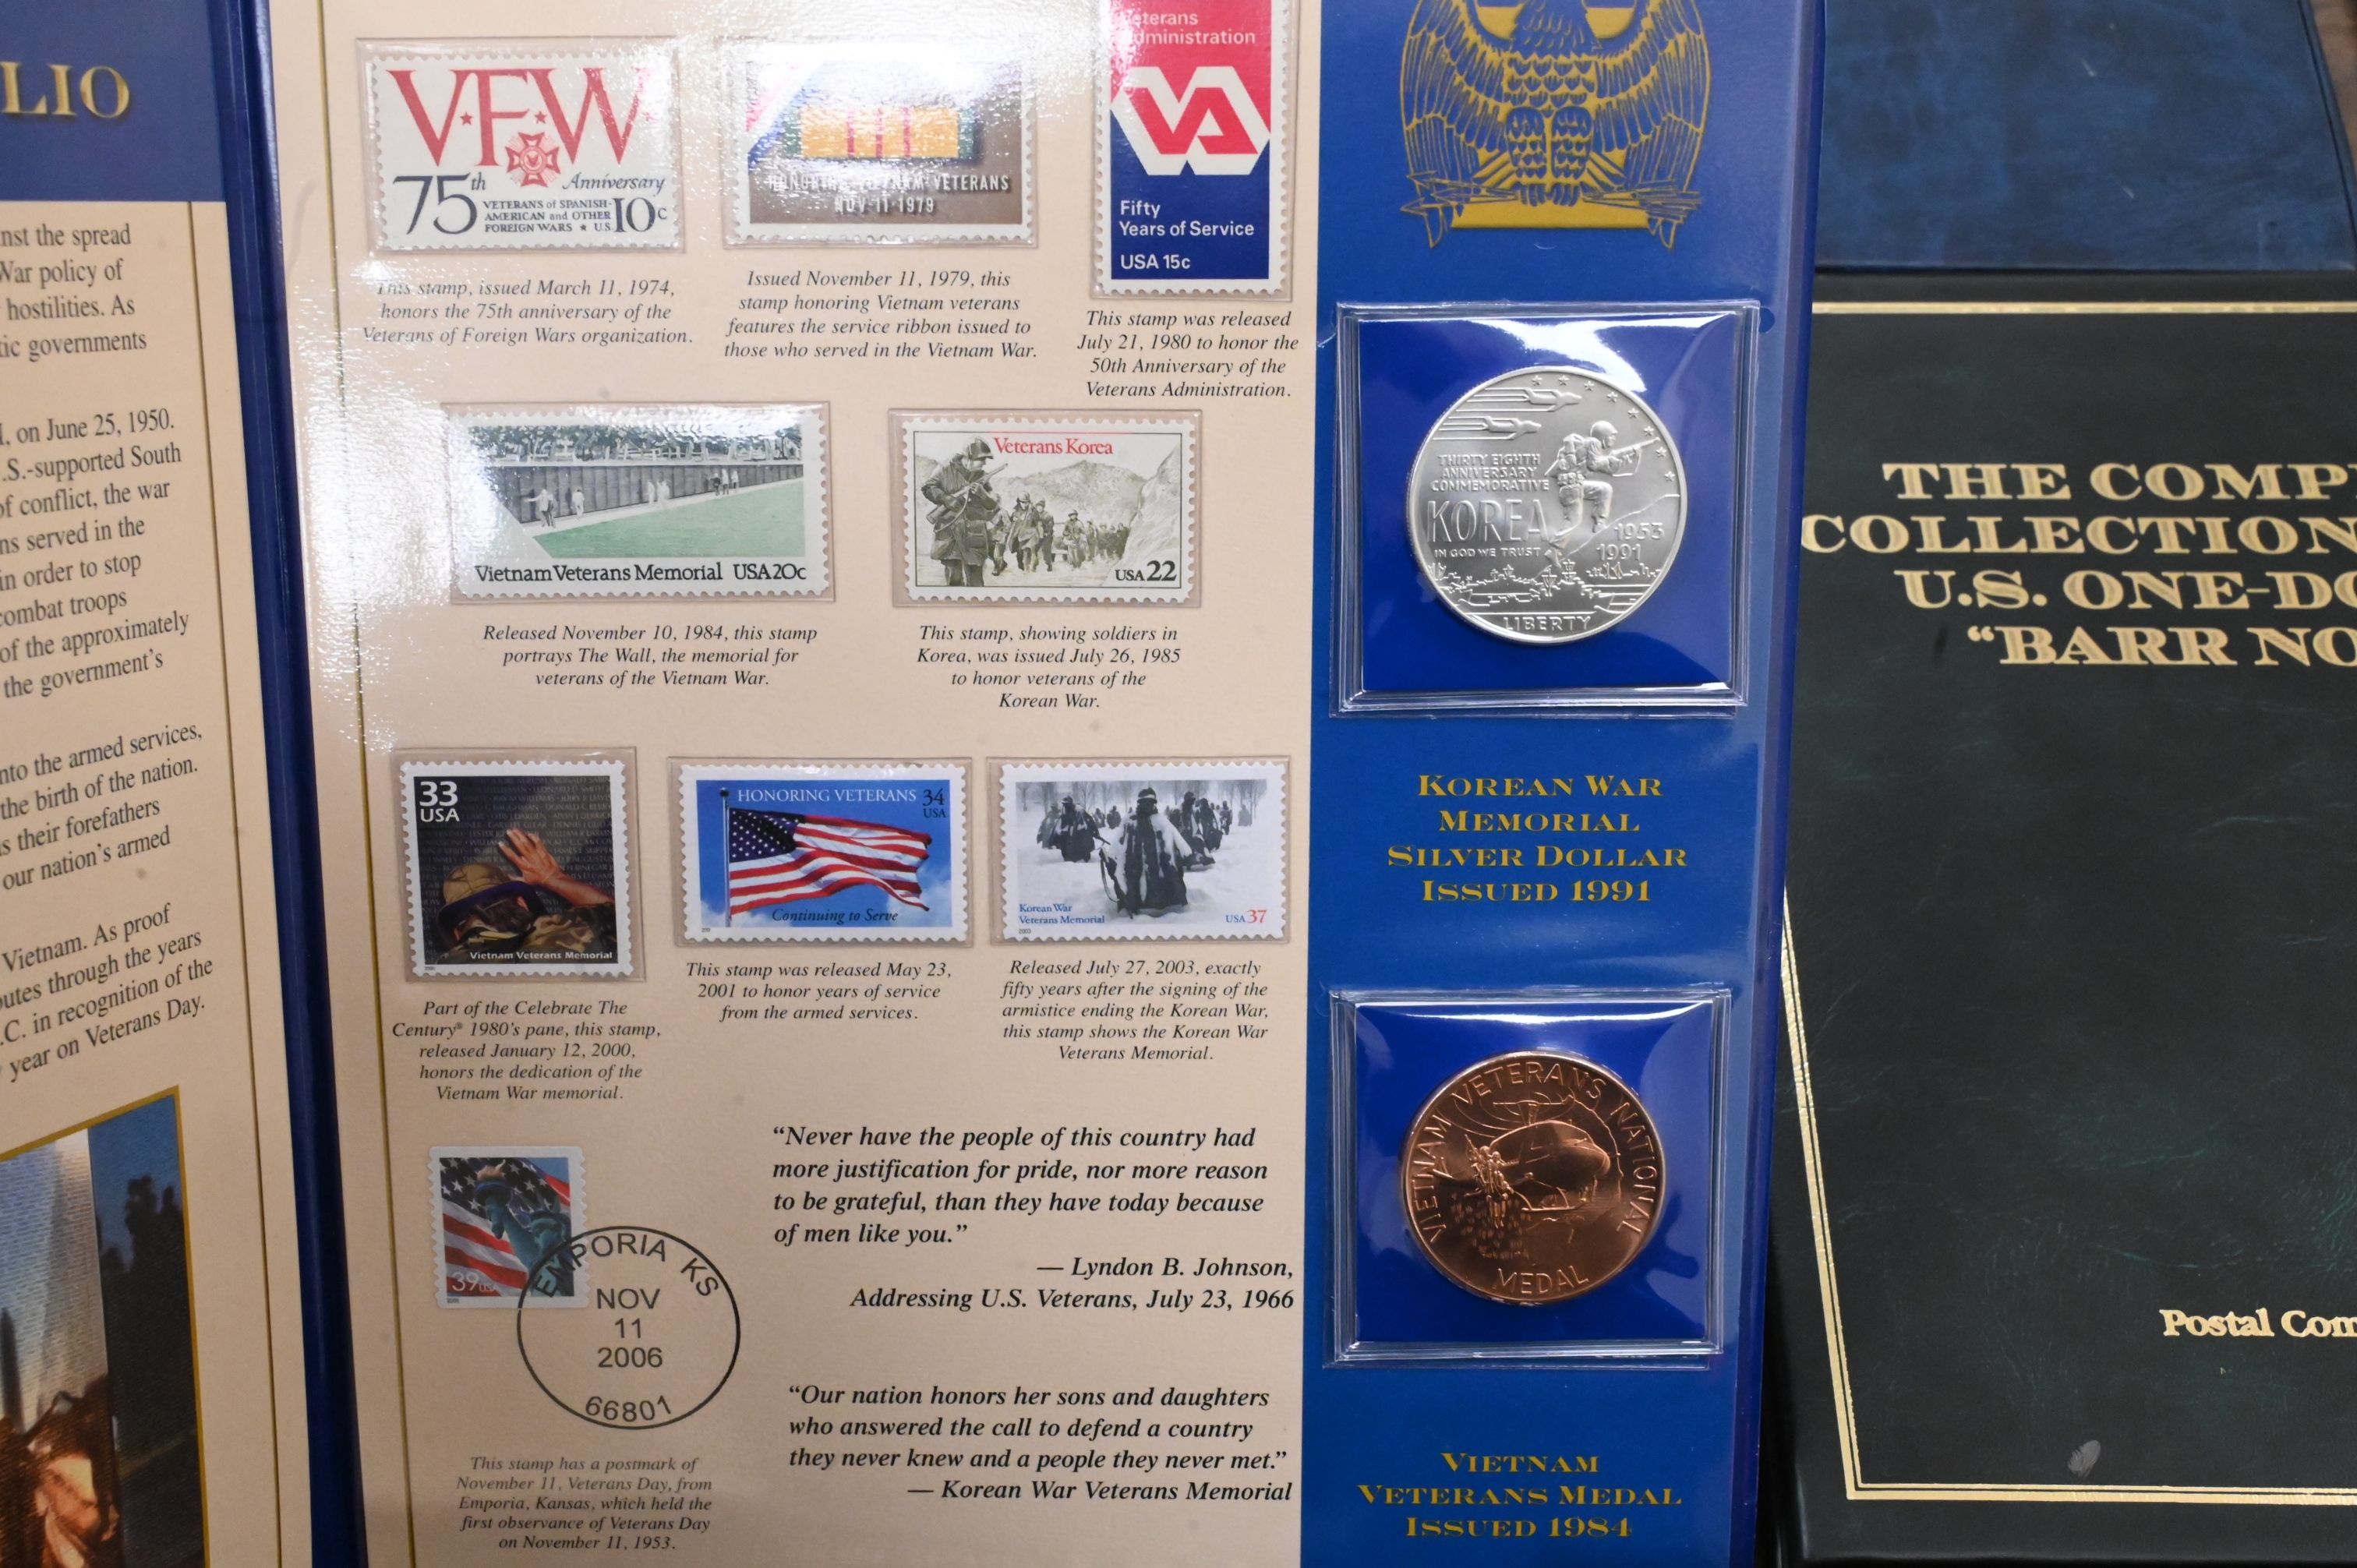 LIO
nst the spread
War policy of
hostilities. As
tic governments
, on June 25, 1950.
.S.-supported South
of conflict, the war
ns served in the
in order to stop
combat troops
of the approximately
the government's
nto the armed services,
the birth of the nation.
s their forefathers
our nation's armed
Vietnam. As proof
butes through the years
.C. in recognition of the
year on Veterans Day.
VFW
75th Anniversary
VETERANS of SPANISH-
AMERICAN and OTHER
FOREIGN WARS ★ U.S. 10c
This stamp, issued March 11, 1974,
honors the 75th anniversary of the
Veterans of Foreign Wars organization.
HONORING VIETNAM VETERANS
NOV·11·1979
Issued November 11, 1979, this
stamp honoring Vietnam veterans
features the service ribbon issued to
those who served in the Vietnam War.
Veterans
Administration
VA
Fifty
Years of Service
USA 15c
This stamp was released
July 21, 1980 to honor the
50th Anniversary of the
Veterans Administration.
Vietnam Veterans Memorial USA 20c
Released November 10, 1984, this stamp
portrays The Wall, the memorial for
veterans of the Vietnam War.
Veterans Korea
USA 22
This stamp, showing soldiers in
Korea, was issued July 26, 1985
to honor veterans of the
Korean War.
33
USA
Vietnam Veterans Memorial
Part of the Celebrate The
Century® 1980's pane, this stamp,
released January 12, 2000,
honors the dedication of the
Vietnam War memorial.
HONORING VETERANS 34
USA
Continuing to Serve
This stamp was released May 23,
2001 to honor years of service
from the armed services.
Korean War
Veterans Memorial
USA 37
2003
Released July 27, 2003, exactly
fifty years after the signing of the
armistice ending the Korean War,
this stamp shows the Korean War
Veterans Memorial.
39 USA
EMPORIA KS
NOV
11
2006
66801
This stamp has a postmark of
November 11, Veterans Day, from
Emporia, Kansas, which held the
first observance of Veterans Day
on November 11, 1953.
“Never have the people of this country had
more justification for pride, nor more reason
to be grateful, than they have today because
of men like you.”
— Lyndon B. Johnson,
Addressing U.S. Veterans, July 23, 1966
“Our nation honors her sons and daughters
who answered the call to defend a country
they never knew and a people they never met.”
— Korean War Veterans Memorial
THIRTY EIGHTH
ANNIVERSARY
COMMEMORATIVE
KOREA
1953
IN GOD WE TRUST
1991
LIBERTY
KOREAN WAR
MEMORIAL
SILVER DOLLAR
ISSUED 1991
VIETNAM VETERANS NATIONAL
MEDAL
VIETNAM
VETERANS MEDAL
ISSUED 1984
THE COMP
COLLECTION
U.S. ONE-DO
“BARR NO
Postal Com